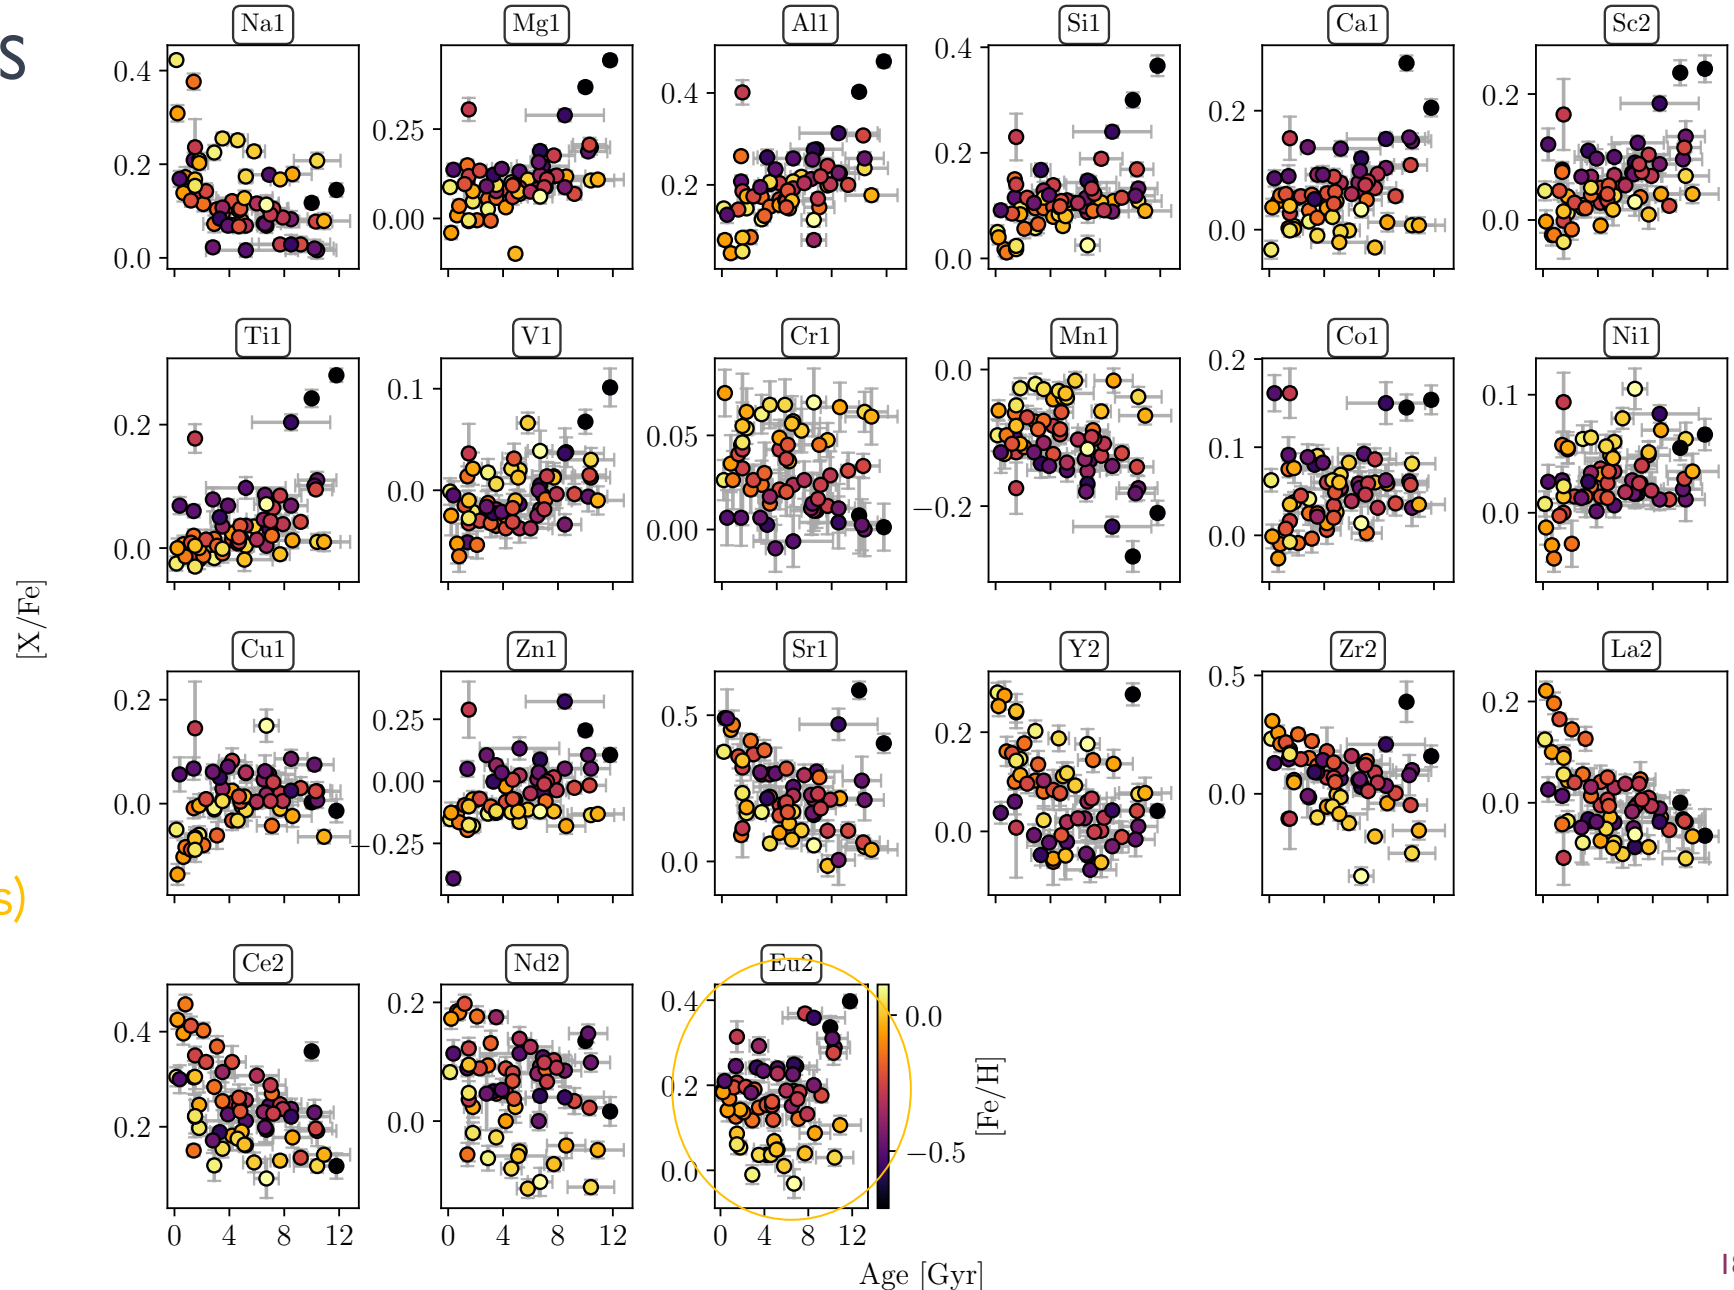 s
Na1 Mg1 Al1 Si1 Ca1 Sc2
0.4 0.25 0.4 0.4 0.2 0.2
0.2 0.00 0.2 0.2 0.0 0.0
0.0 0.0
Ti1 V1 Cr1 Mn1 Co1 Ni1
0.2 0.1 0.05 0.0 0.2 0.1
0.0 0.0 0.00 −0.2 0.1 0.0
0.0
[X/Fe]
Cu1 Zn1 Sr1 Y2 Zr2 La2
0.2 0.25 0.5 0.2 0.5 0.2
0.0 0.00 0.0 0.0 0.0 0.0
−0.25
s)
Ce2 Nd2 Eu2
0.4 0.2 0.4 0.0
0.2 0.0 0.2 −0.5
0.0
[Fe/H]
0 4 8 12 0 4 8 12 0 4 8 12
Age [Gyr]